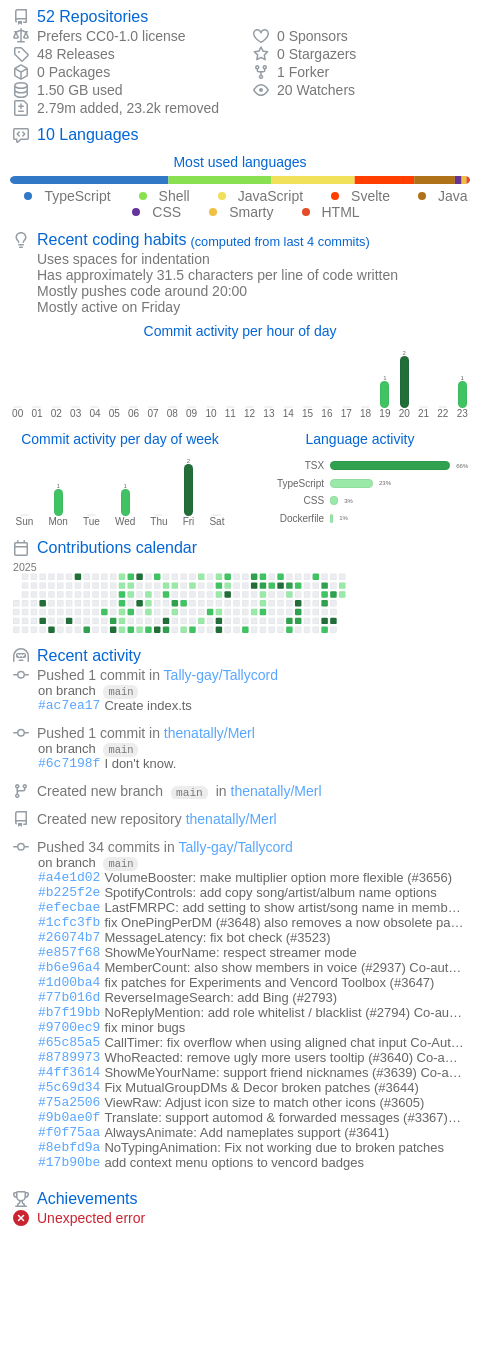 52 Repositories
Prefers CC0-1.0 license
0 Sponsors
48 Releases
0 Stargazers
0 Packages
1 Forker
1.50 GB used
20 Watchers
2.79m added, 23.2k removed
10 Languages
Most used languages
TypeScript Shell JavaScript Svelte Java
CSS Smarty HTML
Recent coding habits (computed from last 4 commits)
Uses spaces for indentation
Has approximately 31.5 characters per line of code written
Mostly pushes code around 20:00
Mostly active on Friday
Commit activity per hour of day
1 2 1
00 01 02 03 04 05 06 07 08 09 10 11 12 13 14 15 16 17 18 19 20 21 22 23
Commit activity per day of week
1 1 2
Sun Mon Tue Wed Thu Fri Sat
Language activity
TSX 66%
TypeScript 23%
CSS
Dockerfile
Contributions calendar
2025
Recent activity
Pushed 1 commit in Tally-gay/Tallycord
on branch main
#ac7ea17 Create index.ts
Pushed 1 commit in thenatally/Merl
on branch main
#6c7198f I don't know.
Created new branch main in thenatally/Merl
Created new repository thenatally/Merl
Pushed 34 commits in Tally-gay/Tallycord
on branch main
#a4e1d02 VolumeBooster: make multiplier option more flexible (#3656)
#b225f2e SpotifyControls: add copy song/artist/album name options
#efecbae LastFMRPC: add setting to show artist/song name in memb…
#1cfc3fb fix OnePingPerDM (#3648) also removes a now obsolete pa…
#26074b7 MessageLatency: fix bot check (#3523)
#e857f68 ShowMeYourName: respect streamer mode
#b6e96a4 MemberCount: also show members in voice (#2937) Co-aut…
#1d00ba4 fix patches for Experiments and Vencord Toolbox (#3647)
#77b016d ReverseImageSearch: add Bing (#2793)
#b7f19bb NoReplyMention: add role whitelist / blacklist (#2794) Co-au…
#9700ec9 fix minor bugs
#65c85a5 CallTimer: fix overflow when using aligned chat input Co-Aut…
#8789973 WhoReacted: remove ugly more users tooltip (#3640) Co-a…
#4ff3614 ShowMeYourName: support friend nicknames (#3639) Co-a…
#5c69d34 Fix MutualGroupDMs & Decor broken patches (#3644)
#75a2506 ViewRaw: Adjust icon size to match other icons (#3605)
#9b0ae0f Translate: support automod & forwarded messages (#3367)…
#f0f75aa AlwaysAnimate: Add nameplates support (#3641)
#8ebfd9a NoTypingAnimation: Fix not working due to broken patches
#17b90be add context menu options to vencord badges
Achievements
Unexpected error